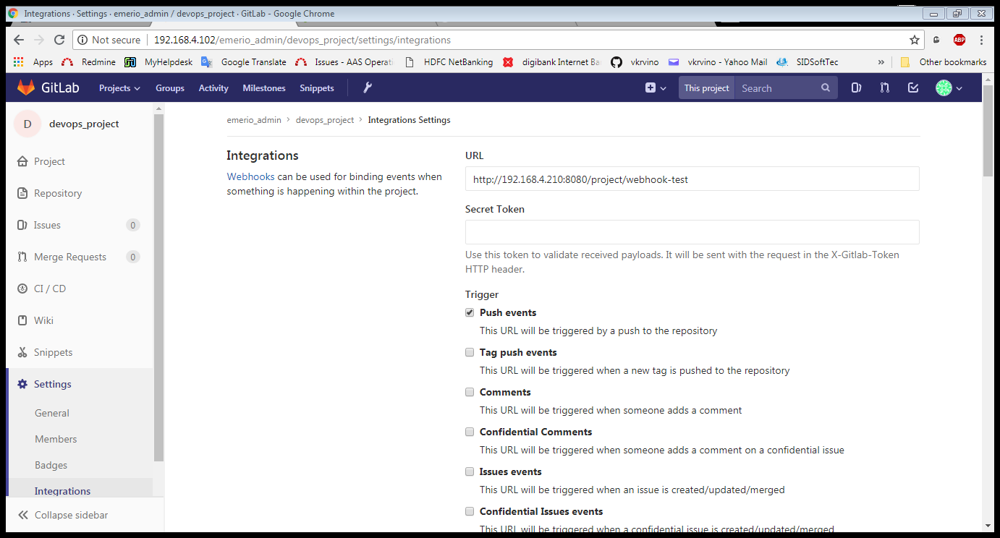 Integrations · Settings · emerio_admin / devops_project · GitLab - Google Chrome
Not secure 192.168.4.102/emerio_admin/devops_project/settings/integrations ABP
Apps Redmine MyHelpdesk Google Translate Issues - AAS Operati HDFC NetBanking digibank Internet Ba vkrvino vkrvino - Yahoo Mail SIDSoftTec » Other bookmarks
GitLab Projects Groups Activity Milestones Snippets This project Search
D devops_project
Project
Repository
Issues 0
Merge Requests 0
CI / CD
Wiki
Snippets
Settings
General
Members
Badges
Integrations
Collapse sidebar
emerio_admin > devops_project > Integrations Settings
Integrations
Webhooks can be used for binding events when
something is happening within the project.
URL
http://192.168.4.210:8080/project/webhook-test
Secret Token
Use this token to validate received payloads. It will be sent with the request in the X-Gitlab-Token
HTTP header.
Trigger
Push events
This URL will be triggered by a push to the repository
Tag push events
This URL will be triggered when a new tag is pushed to the repository
Comments
This URL will be triggered when someone adds a comment
Confidential Comments
This URL will be triggered when someone adds a comment on a confidential issue
Issues events
This URL will be triggered when an issue is created/updated/merged
Confidential Issues events
This URL will be triggered when a confidential issue is created/updated/merged